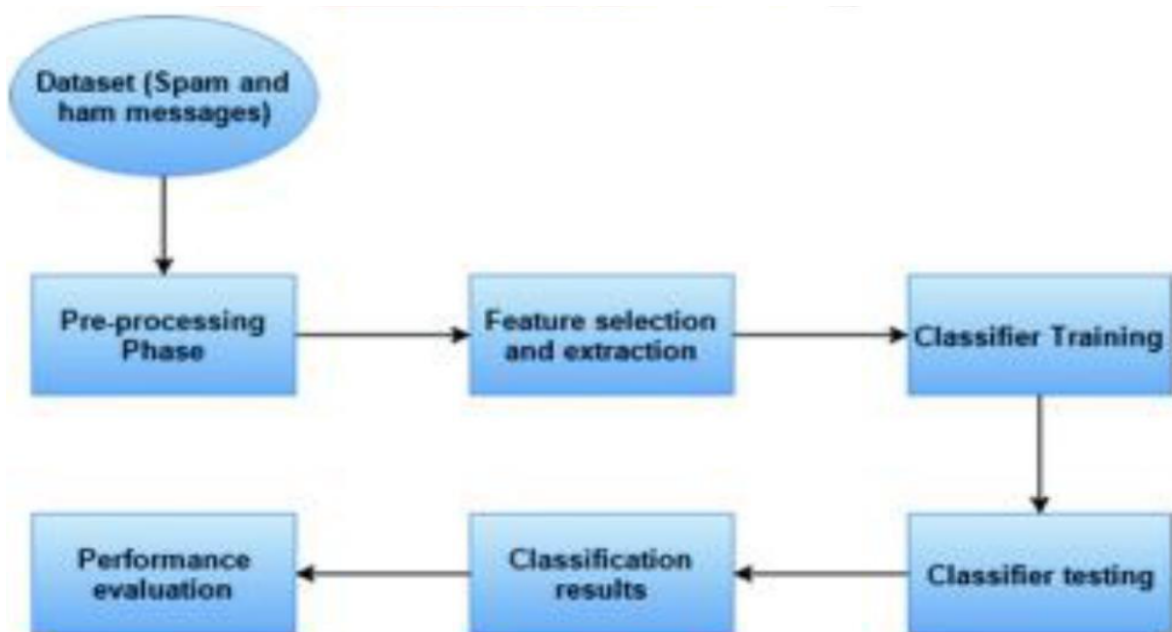 Dataset (Spam and
ham messages)
Pre-processing
Phase
Feature selection
and extraction
Classifier Training
Classifier testing
Classification
results
Performance
evaluation